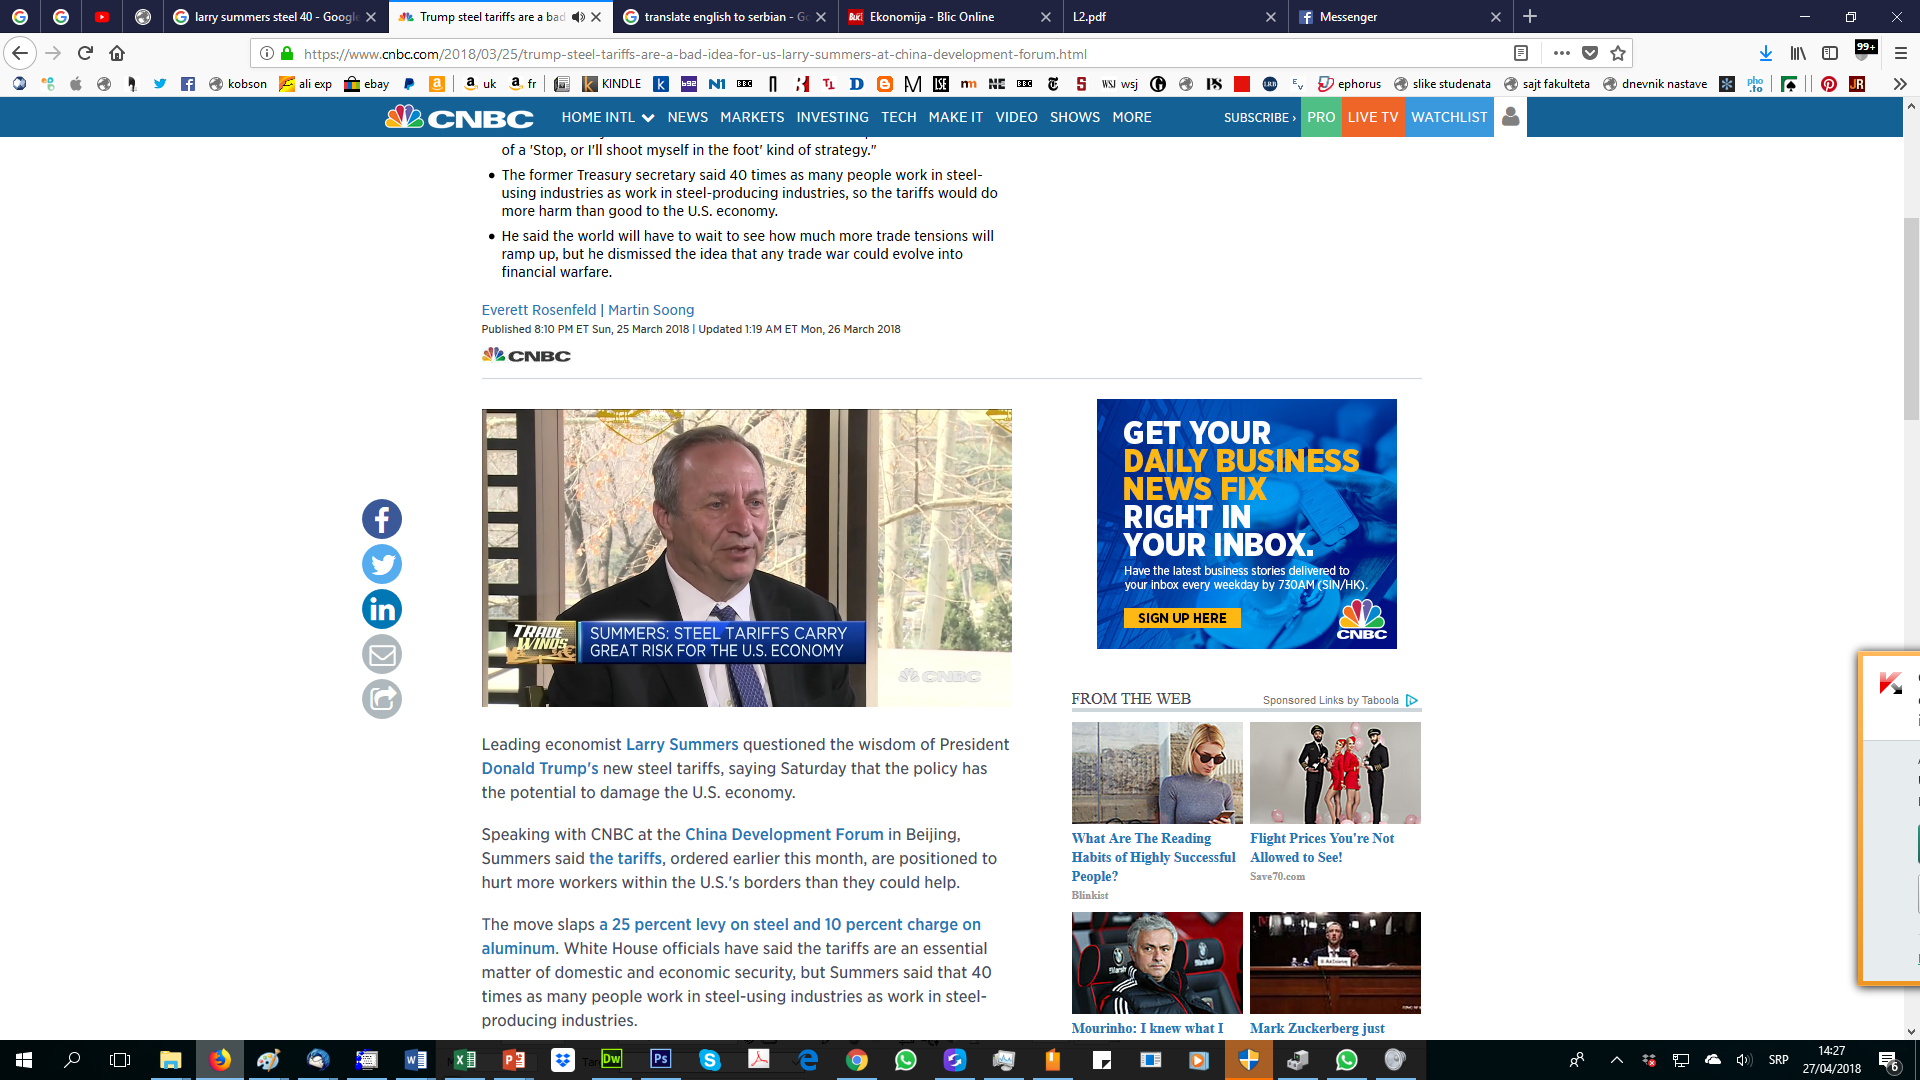 larry summers steel 40 - Google
Trump steel tariffs are a bad
translate english to serbian - Go
Ekonomija - Blic Online
L2.pdf
Messenger
https://www.cnbc.com/2018/03/25/trump-steel-tariffs-are-a-bad-idea-for-us-larry-summers-at-china-development-forum.html
99+
kobson
ali exp
ebay
uk
fr
KINDLE
wsj
ephorus
slike studenata
sajt fakulteta
dnevnik nastave
CNBC
HOME INTL
NEWS
MARKETS
INVESTING
TECH
MAKE IT
VIDEO
SHOWS
MORE
SUBSCRIBE ›
PRO
LIVE TV
WATCHLIST
of a 'Stop, or I'll shoot myself in the foot' kind of strategy."
The former Treasury secretary said 40 times as many people work in steel-
using industries as work in steel-producing industries, so the tariffs would do
more harm than good to the U.S. economy.
He said the world will have to wait to see how much more trade tensions will
ramp up, but he dismissed the idea that any trade war could evolve into
financial warfare.
Everett Rosenfeld | Martin Soong
Published 8:10 PM ET Sun, 25 March 2018 | Updated 1:19 AM ET Mon, 26 March 2018
CNBC
TRADE
WINDS
SUMMERS: STEEL TARIFFS CARRY
GREAT RISK FOR THE U.S. ECONOMY
CNBC
Leading economist Larry Summers questioned the wisdom of President
Donald Trump's new steel tariffs, saying Saturday that the policy has
the potential to damage the U.S. economy.
Speaking with CNBC at the China Development Forum in Beijing,
Summers said the tariffs, ordered earlier this month, are positioned to
hurt more workers within the U.S.'s borders than they could help.
The move slaps a 25 percent levy on steel and 10 percent charge on
aluminum. White House officials have said the tariffs are an essential
matter of domestic and economic security, but Summers said that 40
times as many people work in steel-using industries as work in steel-
producing industries.
GET YOUR
DAILY BUSINESS
NEWS FIX
RIGHT IN
YOUR INBOX.
Have the latest business stories delivered to
your inbox every weekday by 730AM (SIN/HK).
SIGN UP HERE
CNBC
FROM THE WEB
Sponsored Links by Taboola
What Are The Reading
Habits of Highly Successful
People?
Blinkist
Flight Prices You're Not
Allowed to See!
Save70.com
Mourinho: I knew what I
Mark Zuckerberg just
SRP
14:27
27/04/2018
6